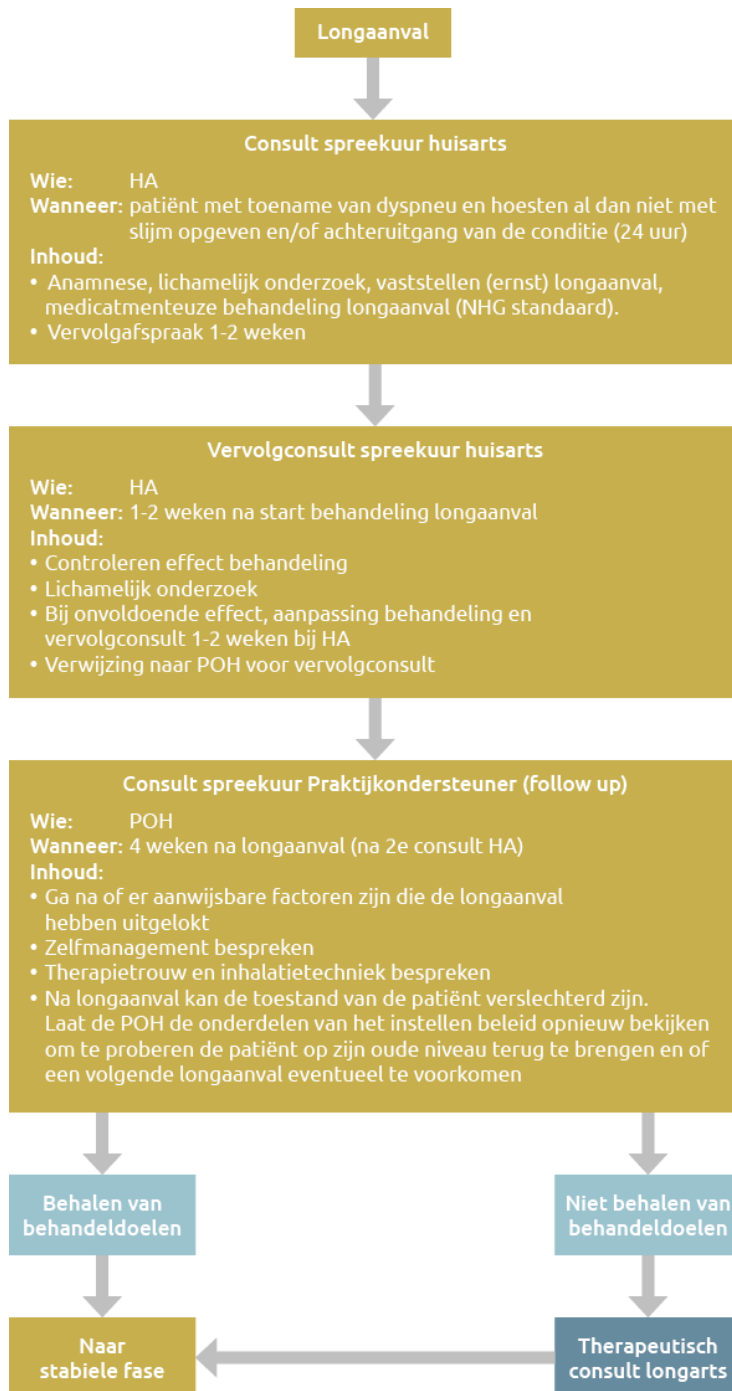 Longaanval
Consult spreekuur huisarts
Wie: HA
Wanneer: patiënt met toename van dyspneu en hoesten al dan niet met
slijm opgeven en/of achteruitgang van de conditie (24 uur)
Inhoud:
• Anamnese, lichamelijk onderzoek, vaststellen (ernst) longaanval,
medicatmenteuze behandeling longaanval (NHG standaard).
• Vervolgafspraak 1-2 weken
Vervolgconsult spreekuur huisarts
Wie: HA
Wanneer: 1-2 weken na start behandeling longaanval
Inhoud:
• Controleren effect behandeling
• Lichamelijk onderzoek
• Bij onvoldoende effect, aanpassing behandeling en
vervolgconsult 1-2 weken bij HA
• Verwijzing naar POH voor vervolgconsult
Consult spreekuur Praktijkondersteuner (follow up)
Wie: POH
Wanneer: 4 weken na longaanval (na 2e consult HA)
Inhoud:
• Ga na of er aanwijsbare factoren zijn die de longaanval
hebben uitgelokt
• Zelfmanagement bespreken
• Therapietrouw en inhalatietechniek bespreken
• Na longaanval kan de toestand van de patiënt verslechterd zijn.
Laat de POH de onderdelen van het instellen beleid opnieuw bekijken
om te proberen de patiënt op zijn oude niveau terug te brengen en of
een volgende longaanval eventueel te voorkomen
Behalen van
behandeldoelen
Niet behalen van
behandeldoelen
Naar
stabiele fase
Therapeutisch
consult longarts